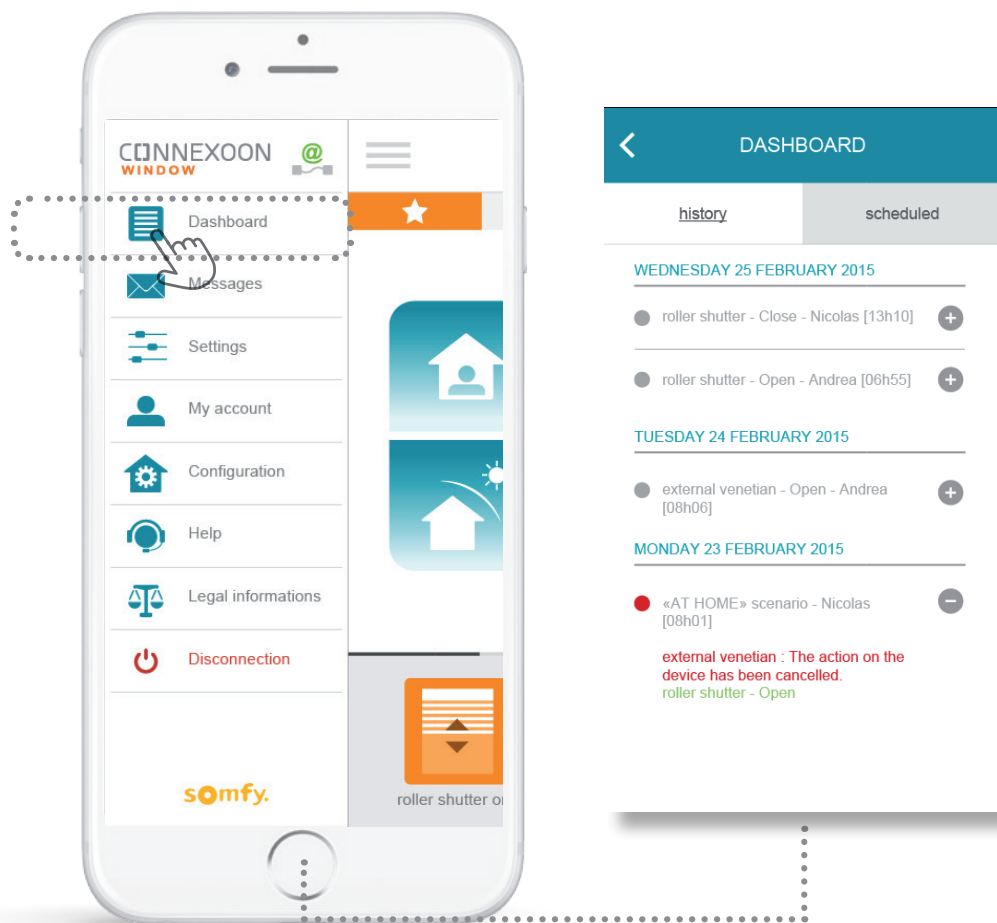 CONNEXOON
WINDOW
@
Dashboard
Messages
Settings
My account
Configuration
Help
Legal informations
Disconnection
somfy.
roller shutter o
DASHBOARD
history
scheduled
WEDNESDAY 25 FEBRUARY 2015
roller shutter - Close - Nicolas [13h10]
roller shutter - Open - Andrea [06h55]
TUESDAY 24 FEBRUARY 2015
external venetian - Open - Andrea
[08h06]
MONDAY 23 FEBRUARY 2015
«AT HOME» scenario - Nicolas
[08h01]
external venetian : The action on the
device has been cancelled.
roller shutter - Open